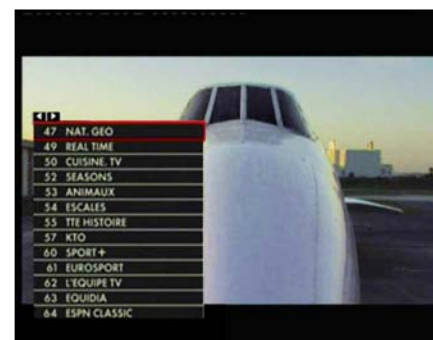 47 NAT. GEO
49 REAL TIME
50 CUISINE. TV
52 SEASONS
53 ANIMAUX
54 ESCALES
55 TTE HISTOIRE
57 KTO
60 SPORT+
61 EUROSPORT
62 L'EQUIPE TV
63 EQUIDIA
64 ESPN CLASSIC